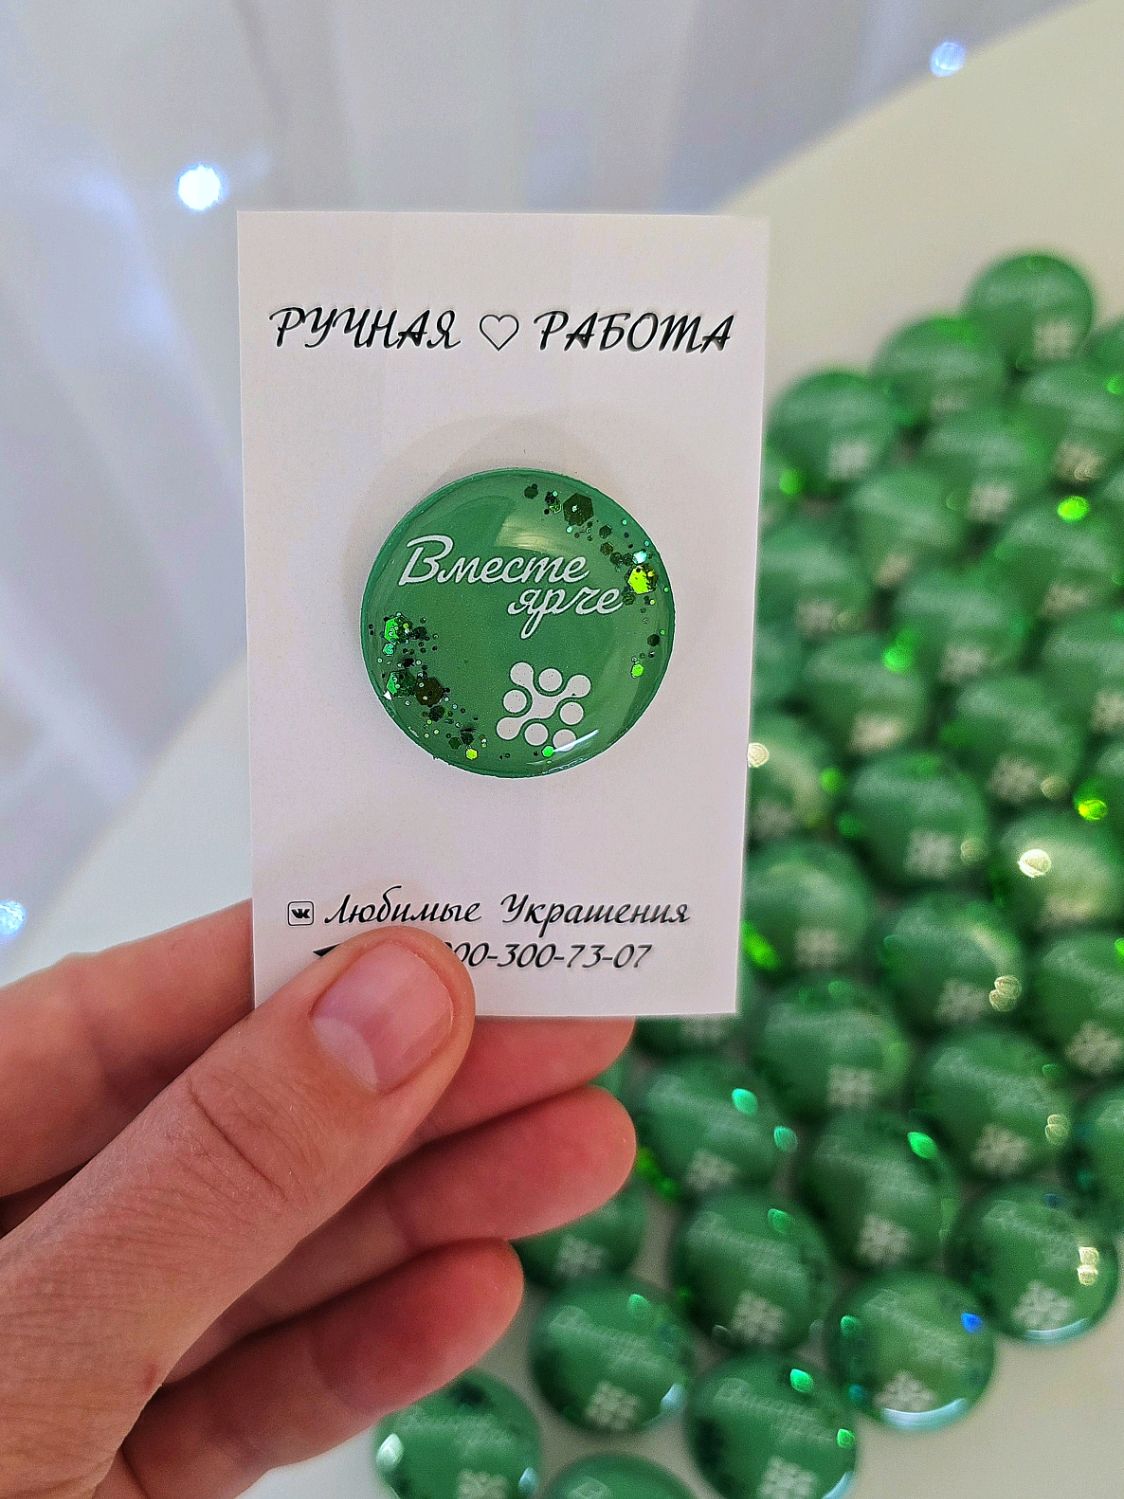 РУЧНАЯ ♡ РАБОТА
Вместе
ярче
Любимые Украшения
00-300-73-07